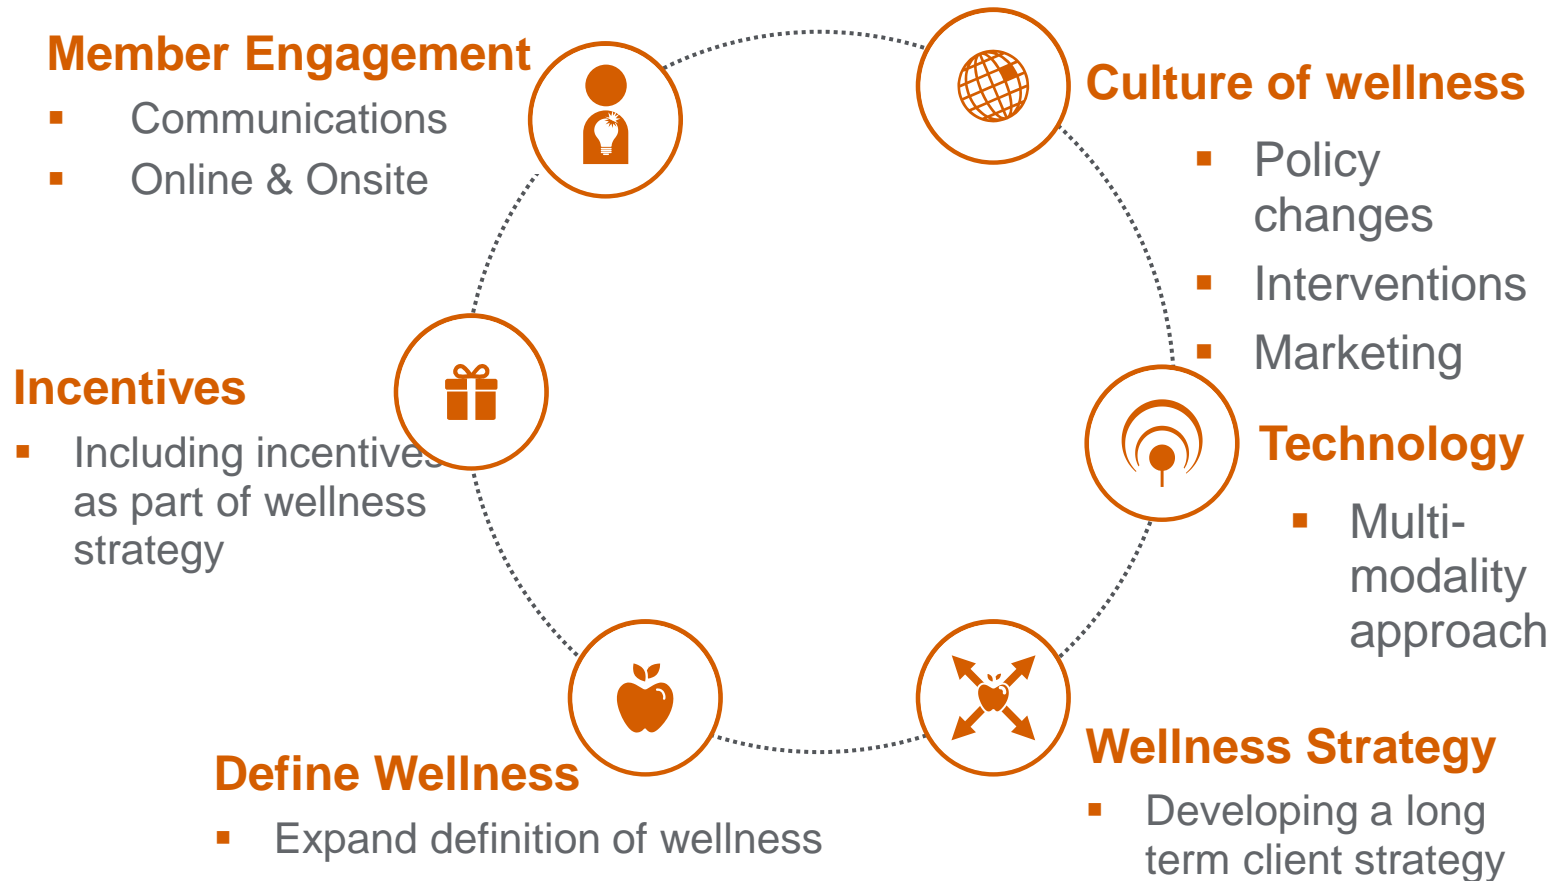 Member Engagement
▪ Communications
▪ Online & Onsite
Culture of wellness
▪ Policy
changes
▪ Interventions
▪ Marketing
Incentives
▪ Including incentives
as part of wellness
strategy
Technology
▪ Multi-
modality
approach
Define Wellness
▪ Expand definition of wellness
Wellness Strategy
▪ Developing a long
term client strategy